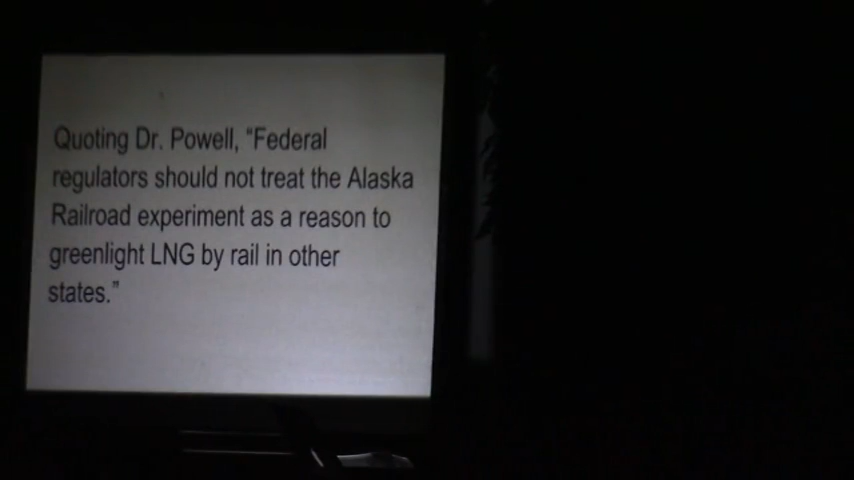 Quoting Dr. Powell, “Federal
regulators should not treat the Alaska
Railroad experiment as a reason to
greenlight LNG by rail in other
states.”